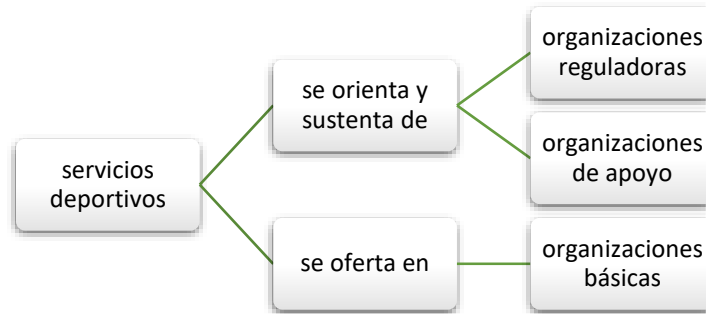 servicios
deportivos
se orienta y
sustenta de
organizaciones
reguladoras
organizaciones
de apoyo
se oferta en
organizaciones
básicas